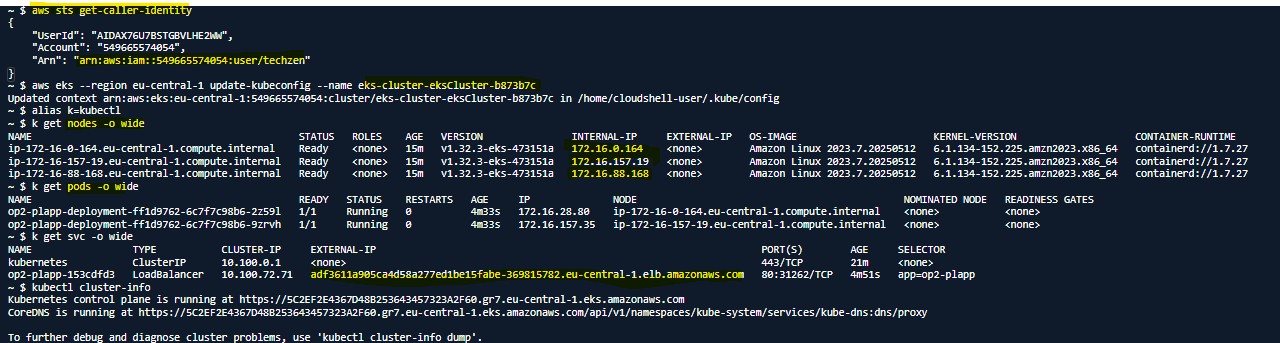 ~ $ aws sts get-caller-identity
{
    "UserId": "AIDAX76U7BSTGBVLHE2WW",
    "Account": "549665574054",
    "Arn": "arn:aws:iam::549665574054:user/techzen"
}
~ $ aws eks --region eu-central-1 update-kubeconfig --name eks-cluster-eksCluster-b873b7c
Updated context arn:aws:eks:eu-central-1:549665574054:cluster/eks-cluster-eksCluster-b873b7c in /home/cloudshell-user/.kube/config
~ $ alias k=kubectl
~ $ k get nodes -o wide
NAME STATUS ROLES AGE VERSION INTERNAL-IP EXTERNAL-IP OS-IMAGE KERNEL-VERSION CONTAINER-RUNTIME
ip-172-16-0-164.eu-central-1.compute.internal Ready <none> 15m v1.32.3-eks-473151a 172.16.0.164 <none> Amazon Linux 2023.7.20250512 6.1.134-152.225.amzn2023.x86_64 containerd://1.7.27
ip-172-16-157-19.eu-central-1.compute.internal Ready <none> 15m v1.32.3-eks-473151a 172.16.157.19 <none> Amazon Linux 2023.7.20250512 6.1.134-152.225.amzn2023.x86_64 containerd://1.7.27
ip-172-16-88-168.eu-central-1.compute.internal Ready <none> 15m v1.32.3-eks-473151a 172.16.88.168 <none> Amazon Linux 2023.7.20250512 6.1.134-152.225.amzn2023.x86_64 containerd://1.7.27
~ $ k get pods -o wide
NAME READY STATUS RESTARTS AGE IP NODE NOMINATED NODE READINESS GATES
op2-plapp-deployment-ff1d9762-6c7f7c98b6-2z59l 1/1 Running 0 4m33s 172.16.28.80 ip-172-16-0-164.eu-central-1.compute.internal <none> <none>
op2-plapp-deployment-ff1d9762-6c7f7c98b6-9zrvh 1/1 Running 0 4m33s 172.16.157.35 ip-172-16-157-19.eu-central-1.compute.internal <none> <none>
~ $ k get svc -o wide
NAME TYPE CLUSTER-IP EXTERNAL-IP PORT(S) AGE SELECTOR
kubernetes ClusterIP 10.100.0.1 <none> 443/TCP 21m <none>
op2-plapp-153cdfd3 LoadBalancer 10.100.72.71 adf3611a905ca4d58a277ed1be15fabe-369815782.eu-central-1.elb.amazonaws.com 80:31262/TCP 4m51s app=op2-plapp
~ $ kubectl cluster-info
Kubernetes control plane is running at https://5C2EF2E4367D48B253643457323A2F60.gr7.eu-central-1.eks.amazonaws.com
CoreDNS is running at https://5C2EF2E4367D48B253643457323A2F60.gr7.eu-central-1.eks.amazonaws.com/api/v1/namespaces/kube-system/services/kube-dns:dns/proxy

To further debug and diagnose cluster problems, use 'kubectl cluster-info dump'.